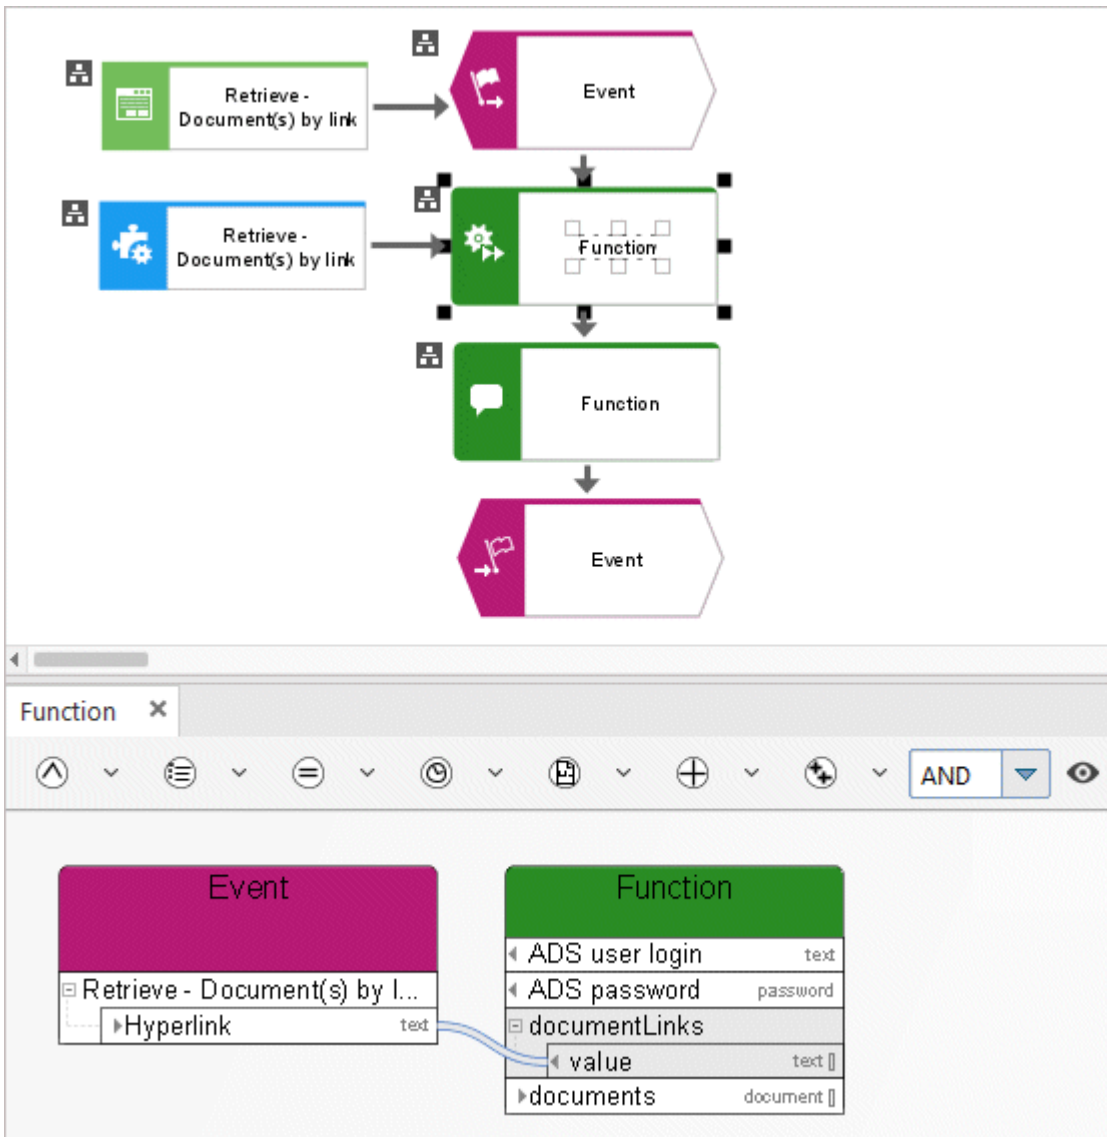 Retrieve -
Document(s) by link
Event
Retrieve -
Document(s) by link
Function
Function
Event
Function
AND
Event
Retrieve - Document(s) by l...
Hyperlink text
Function
ADS user login text
ADS password password
documentLinks
value text []
documents document []